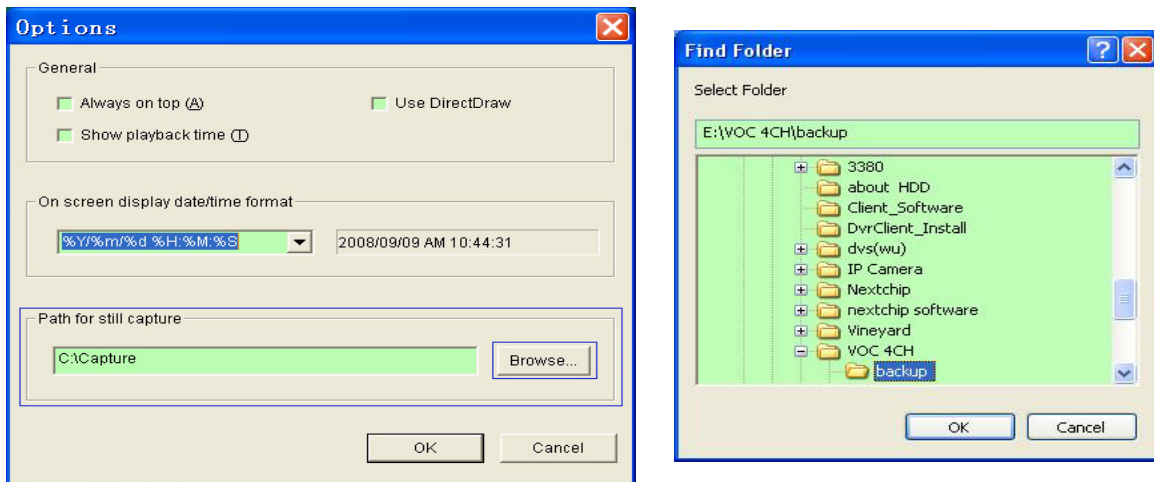 Options
General
Always on top (A)
Use DirectDraw
Show playback time (T)
On screen display date/time format
%Y/%m/%d %H:%M:%S
2008/09/09 AM 10:44:31
Path for still capture
C:\Capture
Browse...
OK
Cancel
Find Folder
Select Folder
E:\VOC 4CH\backup
3380
about HDD
Client_Software
DvrClient_Install
dvs(wu)
IP Camera
Nextchip
nextchip software
Vineyard
VOC 4CH
backup
OK
Cancel